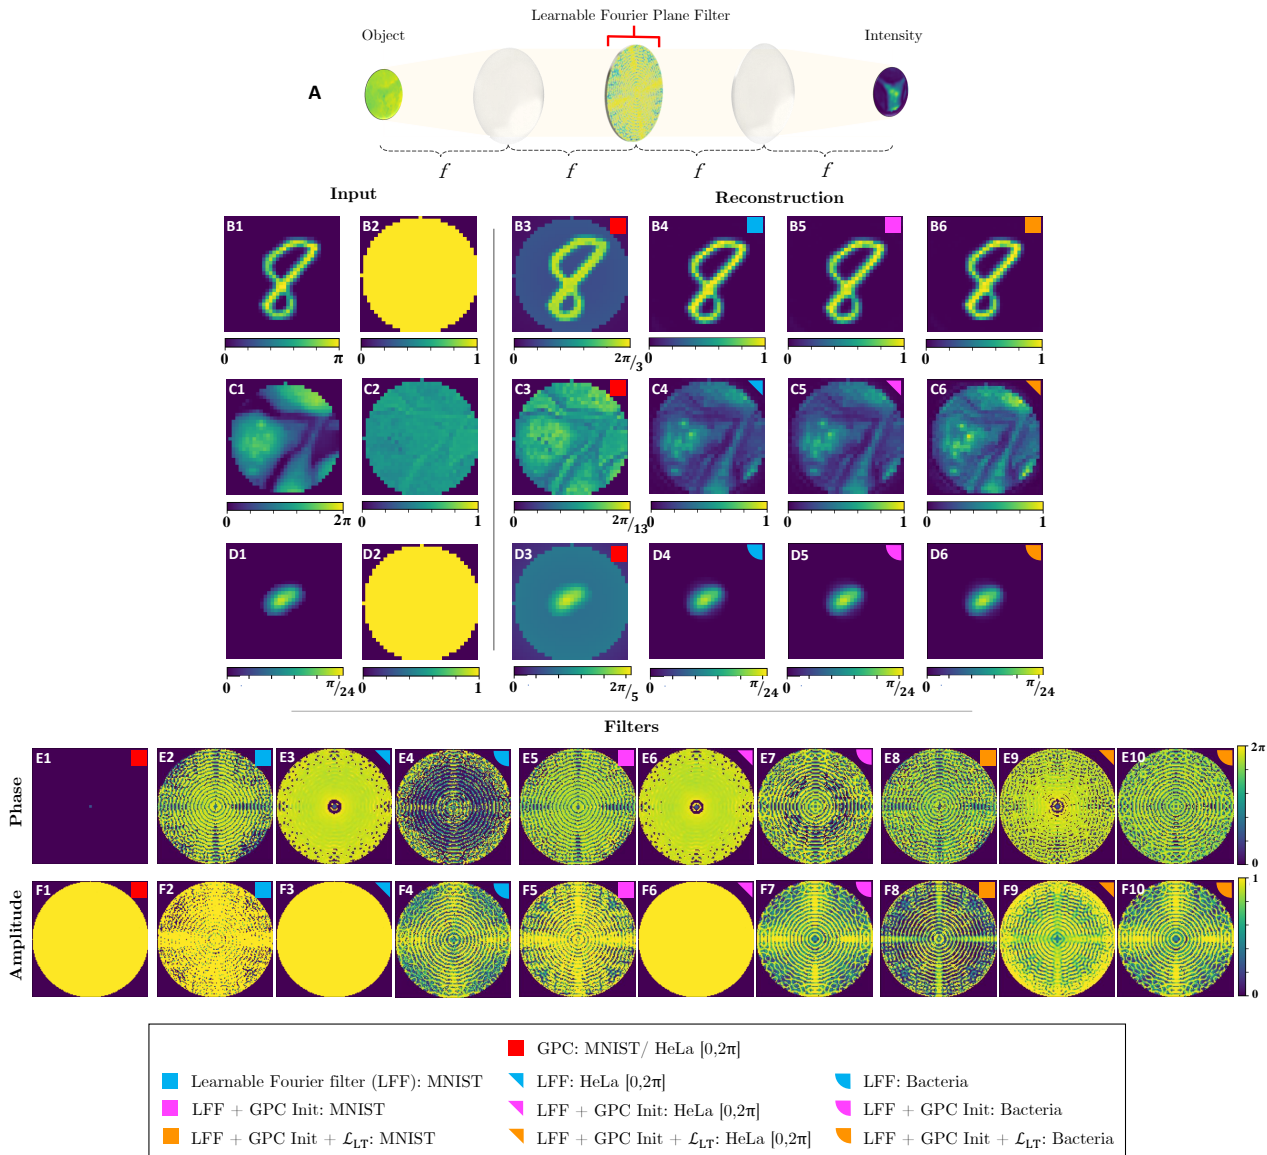 Learnable Fourier Plane Filter
Object
Intensity
A
f f f f
Input
Reconstruction
B1 B2 B3 B4 B5 B6
0 π 0 1 0 2π/3 0 1 0 1 0 1
C1 C2 C3 C4 C5 C6
0 2π 0 1 0 2π/13 0 1 0 1 0 1
D1 D2 D3 D4 D5 D6
0 π/24 0 1 0 2π/5 0 π/24 0 π/24 0 π/24
Filters
Phase
E1 E2 E3 E4 E5 E6 E7 E8 E9 E10
2π
0
Amplitude
F1 F2 F3 F4 F5 F6 F7 F8 F9 F10
1
0
GPC: MNIST/ HeLa [0,2π]
Learnable Fourier filter (LFF): MNIST
LFF: HeLa [0,2π]
LFF: Bacteria
LFF + GPC Init: MNIST
LFF + GPC Init: HeLa [0,2π]
LFF + GPC Init: Bacteria
LFF + GPC Init + ℒLT: MNIST
LFF + GPC Init + ℒLT: HeLa [0,2π]
LFF + GPC Init + ℒLT: Bacteria